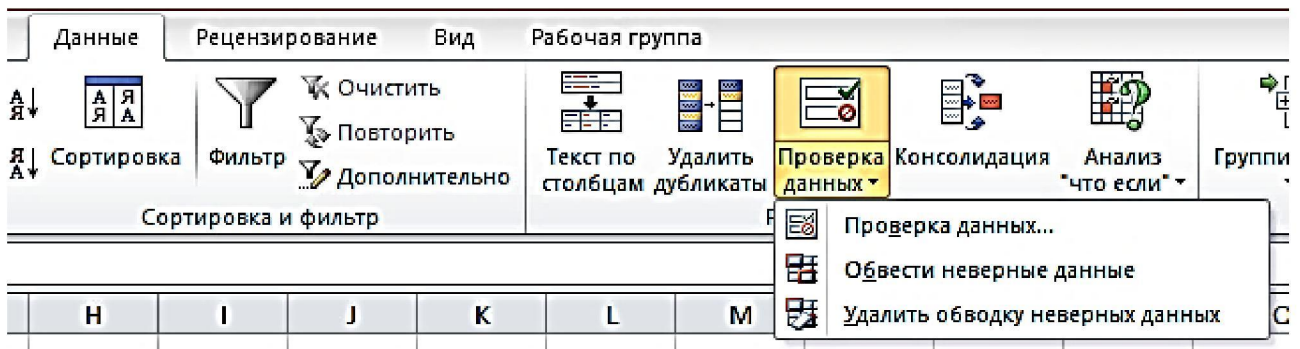 Данные Рецензирование Вид Рабочая группа
Сортировка
Фильтр
Очистить
Повторить
Дополнительно
Текст по
столбцам
Удалить
дубликаты
Проверка
данных
Консолидация
Анализ
"что если"
Сортировка и фильтр
Проверка данных...
Обвести неверные данные
Удалить обводку неверных данных
H I J K L M